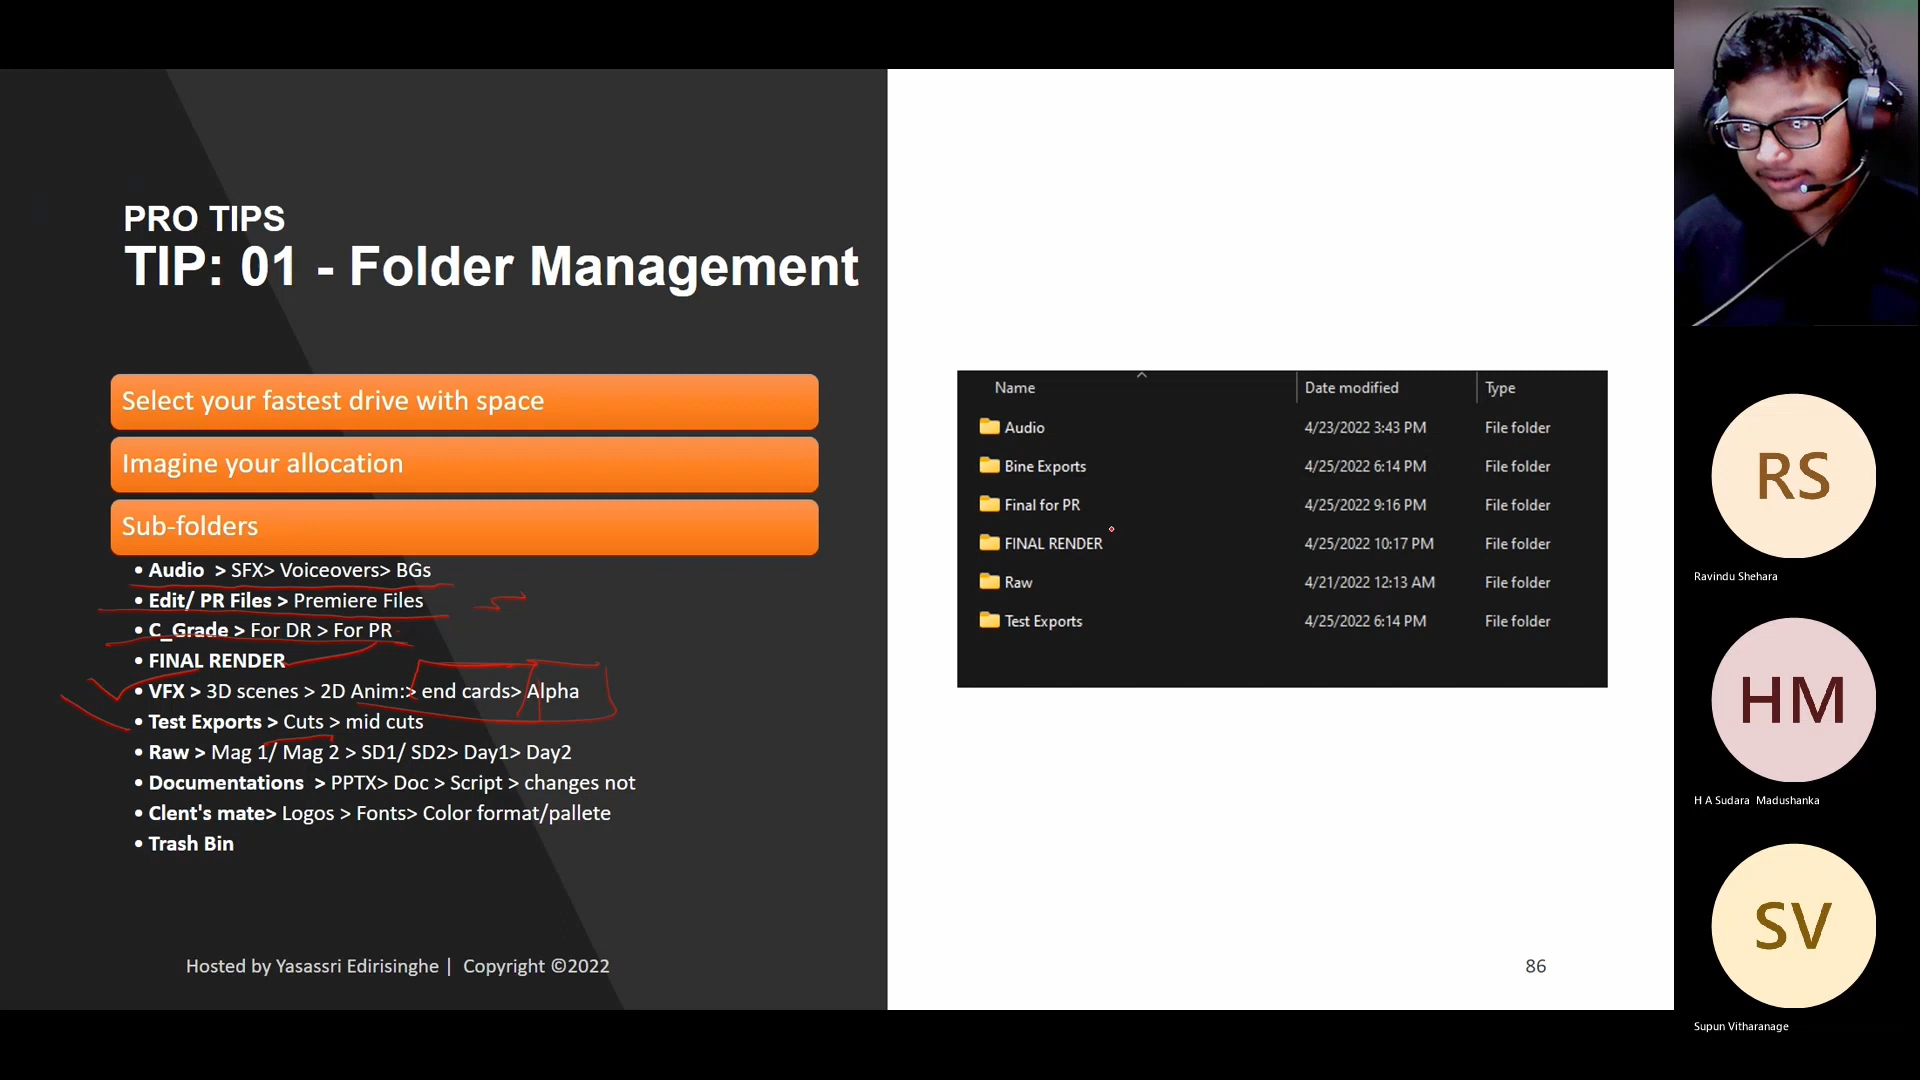 PRO TIPS
TIP: 01 - Folder Management
Select your fastest drive with space
Imagine your allocation
Sub-folders
• Audio > SFX> Voiceovers> BGs
• Edit/ PR Files > Premiere Files
• C_Grade > For DR > For PR
• FINAL RENDER
• VFX > 3D scenes > 2D Anim:> end cards> Alpha
• Test Exports > Cuts > mid cuts
• Raw > Mag 1/ Mag 2 > SD1/ SD2> Day1> Day2
• Documentations > PPTX> Doc > Script > changes not
• Clent's mate> Logos > Fonts> Color format/pallete
• Trash Bin
Hosted by Yasassri Edirisinghe | Copyright ©2022
Name Date modified Type
Audio 4/23/2022 3:43 PM File folder
Bine Exports 4/25/2022 6:14 PM File folder
Final for PR 4/25/2022 9:16 PM File folder
FINAL RENDER 4/25/2022 10:17 PM File folder
Raw 4/21/2022 12:13 AM File folder
Test Exports 4/25/2022 6:14 PM File folder
86
RS
Ravindu Shehara
HM
H A Sudara Madushanka
SV
Supun Vitharanage